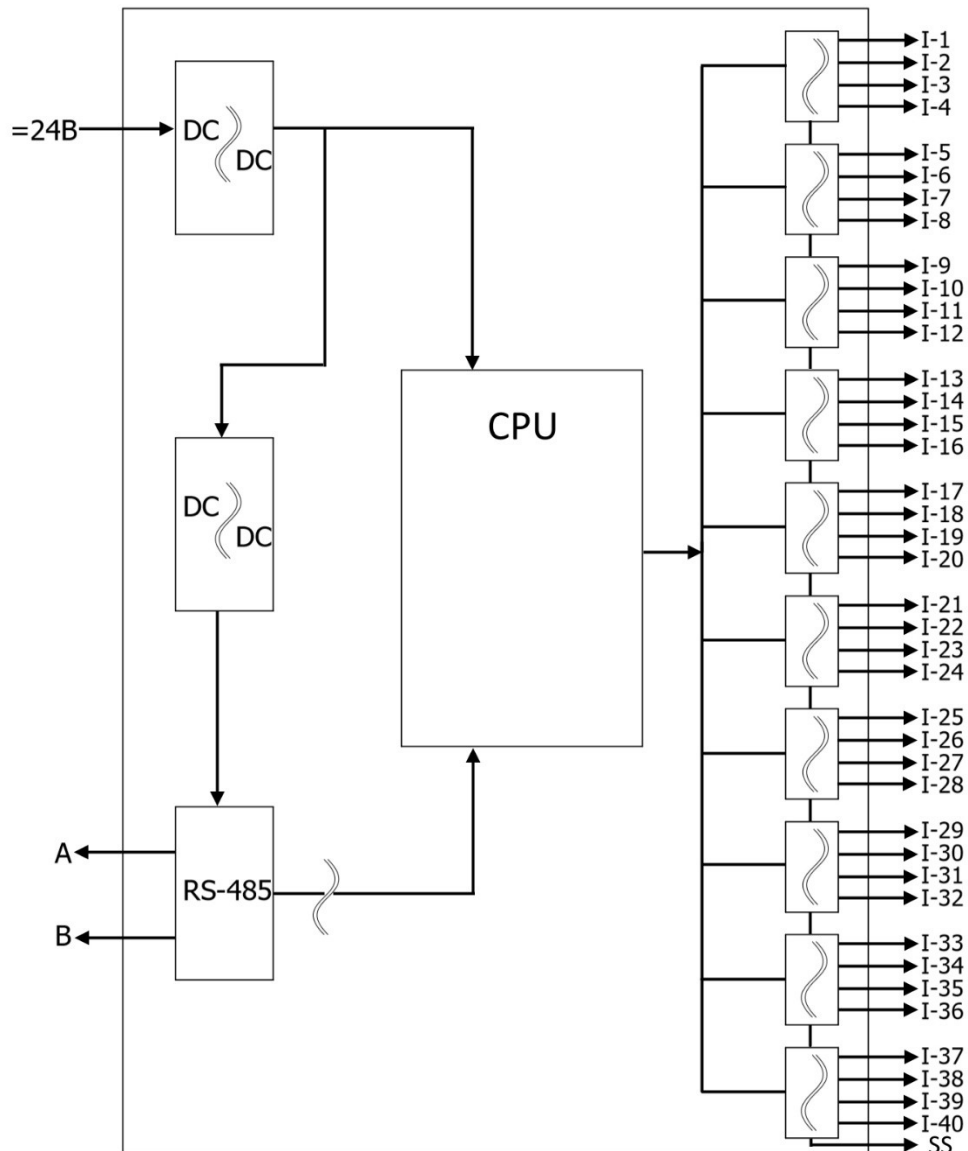 =24В
DC
DC
CPU
DC
DC
RS-485
A
B
I-1
I-2
I-3
I-4
I-5
I-6
I-7
I-8
I-9
I-10
I-11
I-12
I-13
I-14
I-15
I-16
I-17
I-18
I-19
I-20
I-21
I-22
I-23
I-24
I-25
I-26
I-27
I-28
I-29
I-30
I-31
I-32
I-33
I-34
I-35
I-36
I-37
I-38
I-39
I-40
SS